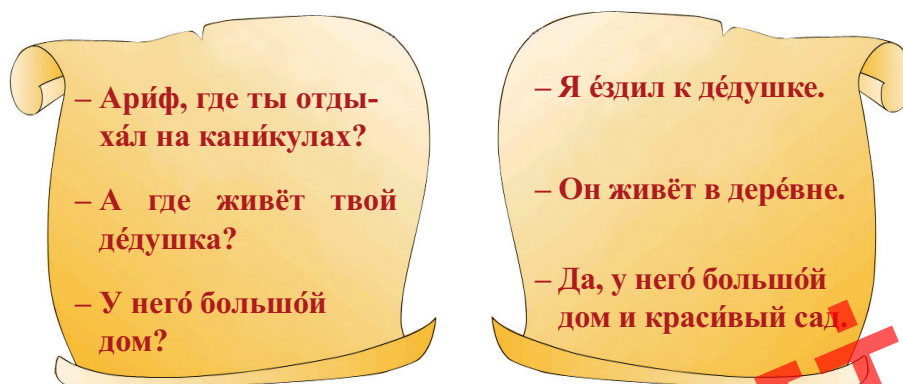 – Ари́ф, где ты отды-
ха́л на кани́кулах?
– А где живёт твой
де́душка?
– У него́ большо́й
дом?
– Я е́здил к де́душке.
– Он живёт в дере́вне.
– Да, у него́ большо́й
дом и краси́вый сад.